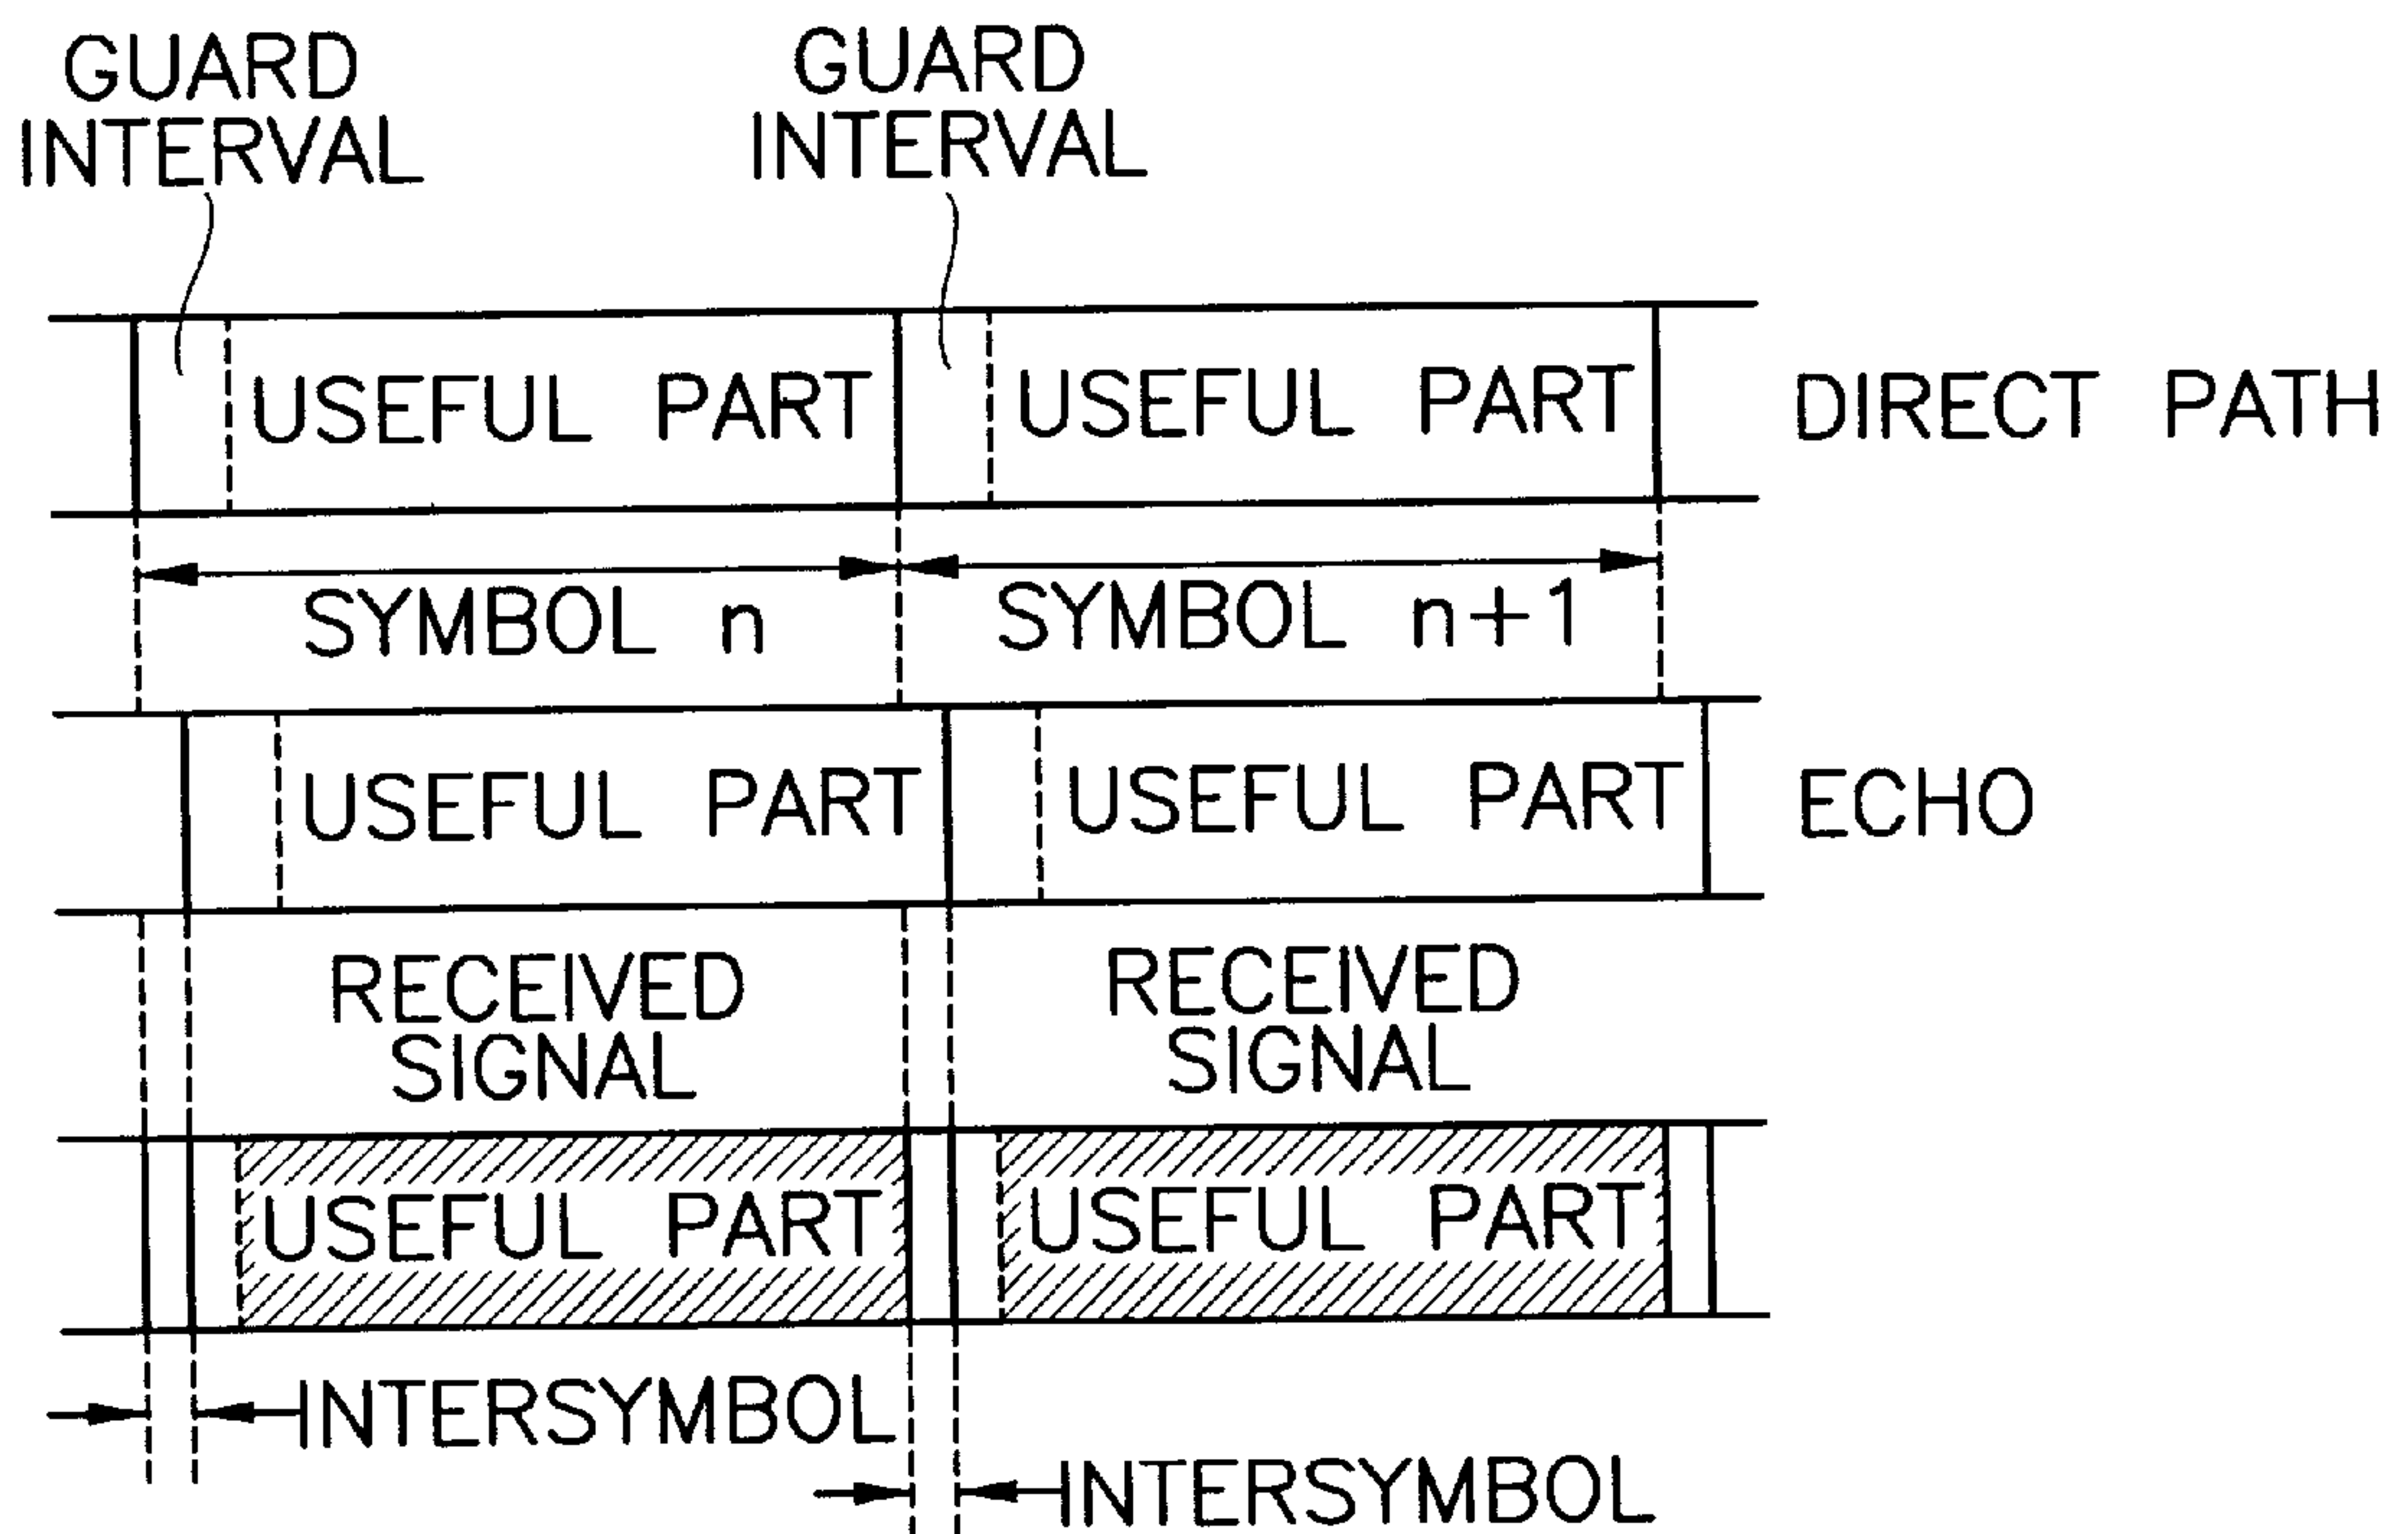 GUARD
INTERVAL
GUARD
INTERVAL
USEFUL PART
USEFUL PART
DIRECT PATH
SYMBOL n
SYMBOL n+1
USEFUL PART
USEFUL PART
ECHO
RECEIVED
SIGNAL
RECEIVED
SIGNAL
USEFUL PART
USEFUL PART
INTERSYMBOL
INTERSYMBOL